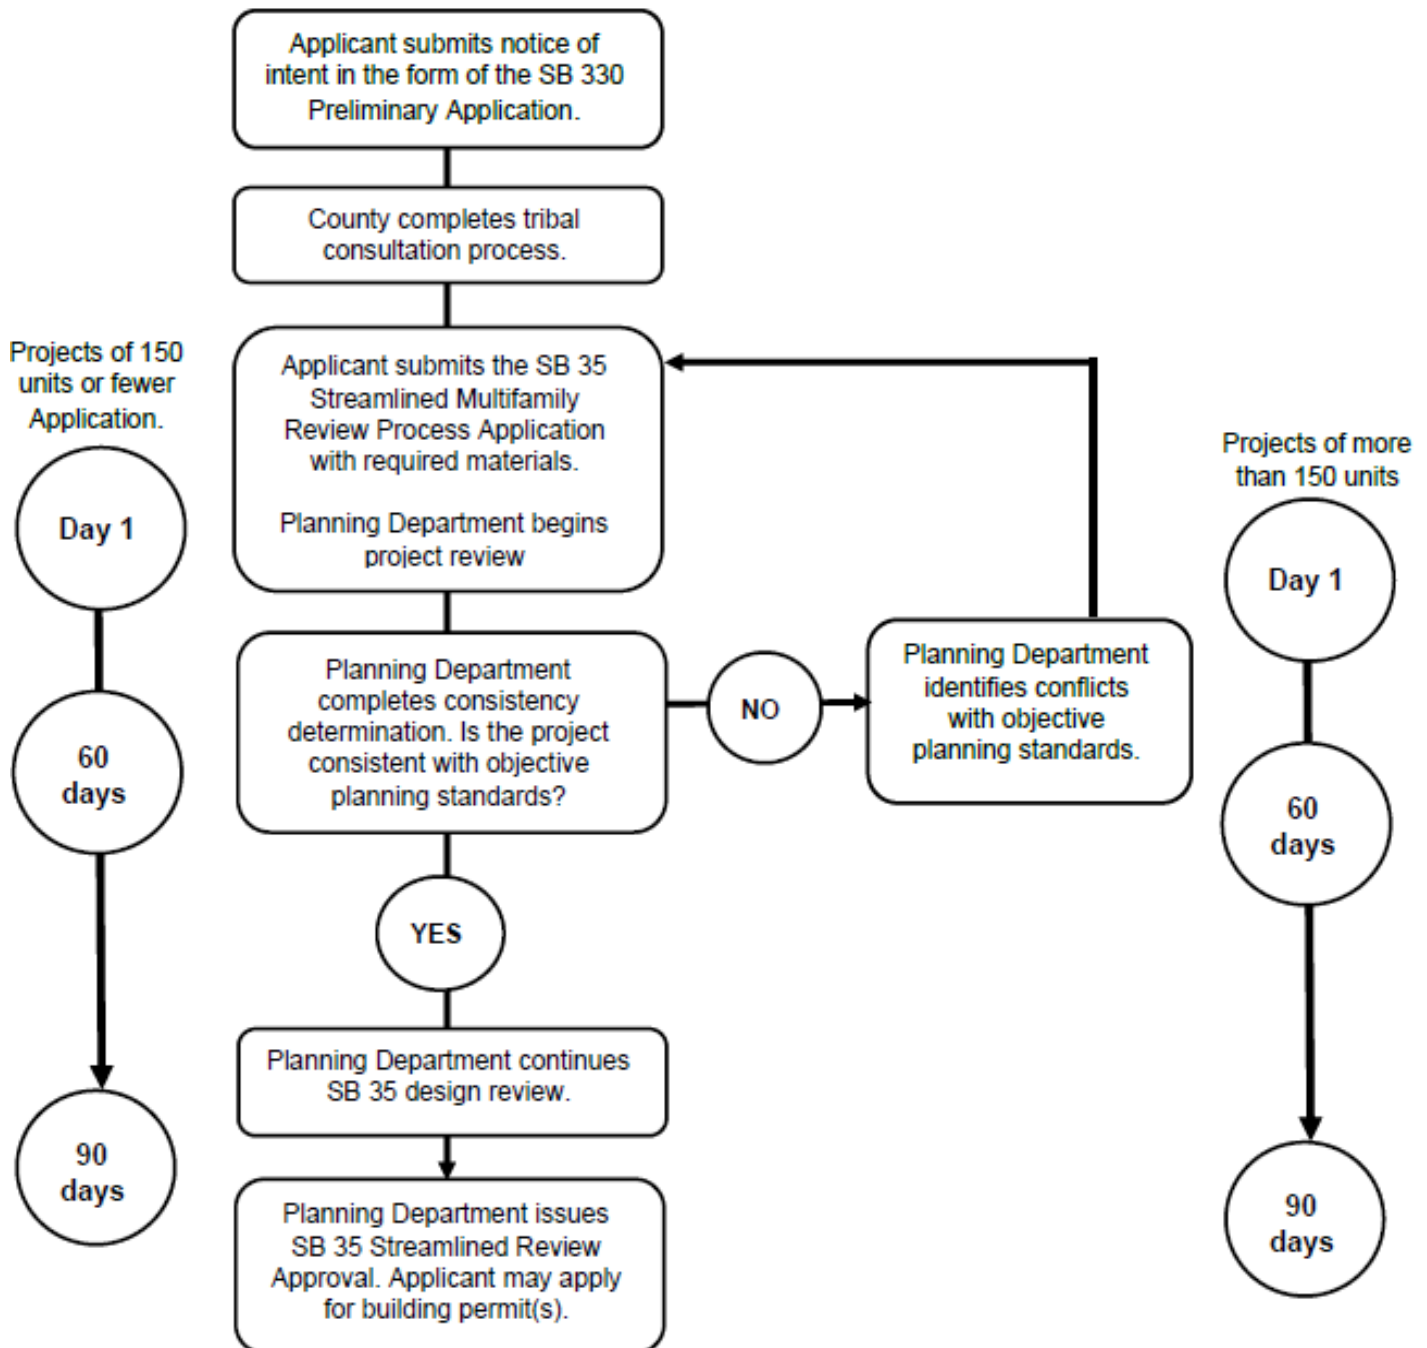 Applicant submits notice of
intent in the form of the SB 330
Preliminary Application.
County completes tribal
consultation process.
Projects of 150
units or fewer
Application.
Day 1
60
days
90
days
Applicant submits the SB 35
Streamlined Multifamily
Review Process Application
with required materials.
Planning Department begins
project review
Planning Department
completes consistency
determination. Is the project
consistent with objective
planning standards?
NO
Planning Department
identifies conflicts
with objective
planning standards.
YES
Planning Department continues
SB 35 design review.
Planning Department issues
SB 35 Streamlined Review
Approval. Applicant may apply
for building permit(s).
Projects of more
than 150 units
Day 1
60
days
90
days